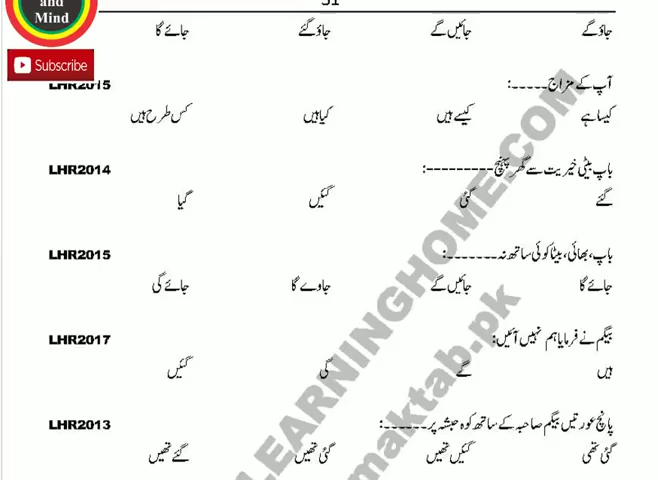 and
Mind
Subscribe
جاؤ گے جائیں گے جاؤ گئے جائے گا
آپ کے مزاج۔۔۔۔۔: LHR2015
کیسا ہے کیسے ہیں کیا ہیں کس طرح ہیں
باپ بیٹی خیریت سے گھر پہنچ---------: LHR2014
گئے گئی گئیں گیا
باپ، بھائی، بیٹا کوئی ساتھ نہ۔۔۔۔۔۔۔: LHR2015
جائے گا جائیں گے جاوے گا جائے گی
بیگم نے فرمایا ہم نہیں آئیں: LHR2017
ہیں گے گی گئیں
پانچ عورتیں بیگم صاحبہ کے ساتھ کوہ حبشہ پر۔۔۔۔۔۔: LHR2013
گئی تھی گئیں تھیں گئی تھیں گئے تھیں
LEARNINGHOME.COM
maktab.pk